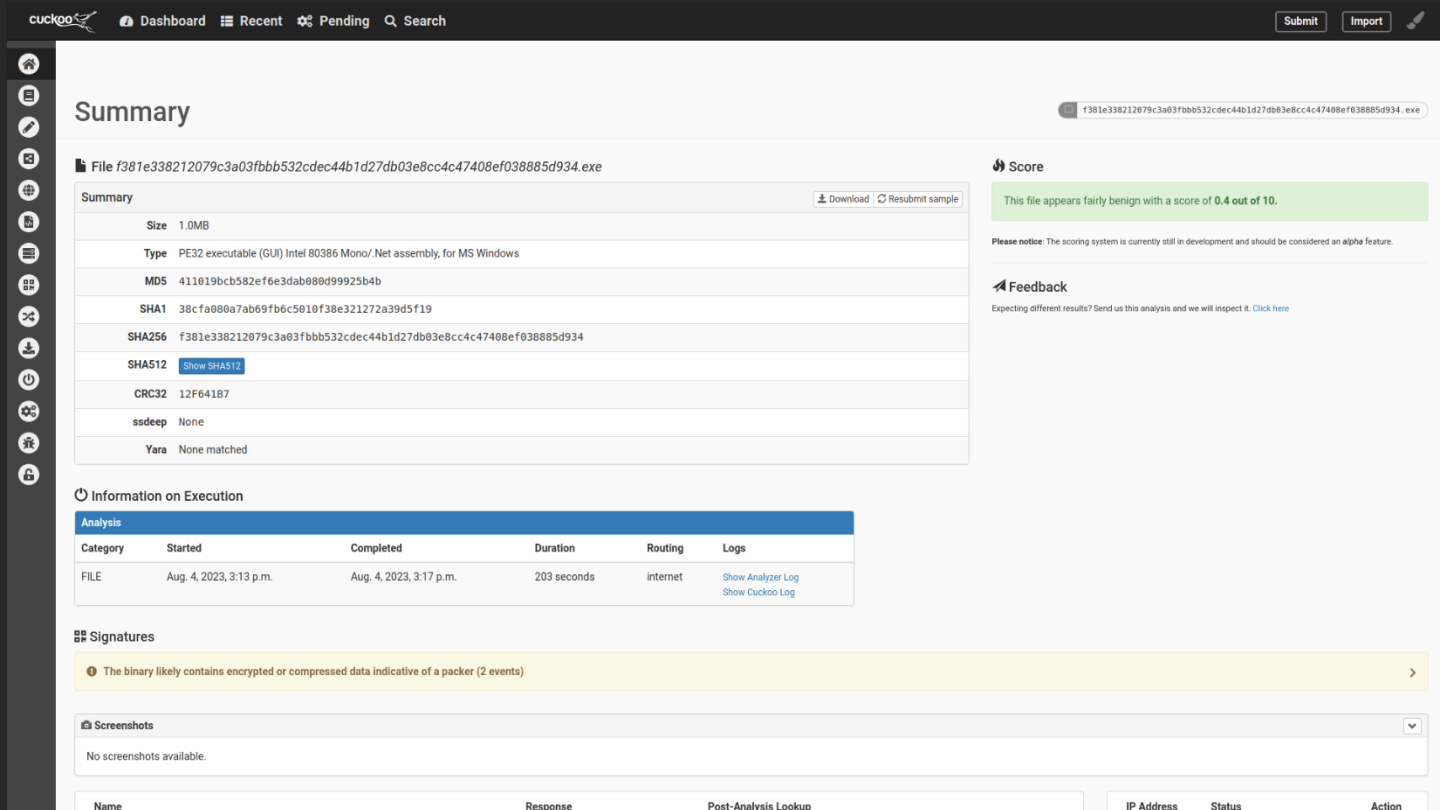 cuckoo Dashboard Recent Pending Search Submit Import
Summary
f381e338212079c3a03fbbb532cdec44b1d27db03e8cc4c47408ef038885d934.exe
File f381e338212079c3a03fbbb532cdec44b1d27db03e8cc4c47408ef038885d934.exe
Summary Download Resubmit sample
Size 1.0MB
Type PE32 executable (GUI) Intel 80386 Mono/.Net assembly, for MS Windows
MD5 411019bcb582ef6e3dab080d99925b4b
SHA1 38cfa080a7ab69fb6c5010f38e321272a39d5f19
SHA256 f381e338212079c3a03fbbb532cdec44b1d27db03e8cc4c47408ef038885d934
SHA512 Show SHA512
CRC32 12F641B7
ssdeep None
Yara None matched
Score
This file appears fairly benign with a score of 0.4 out of 10.
Please notice: The scoring system is currently still in development and should be considered an alpha feature.
Feedback
Expecting different results? Send us this analysis and we will inspect it. Click here
Information on Execution
Analysis
Category Started Completed Duration Routing Logs
FILE Aug. 4, 2023, 3:13 p.m. Aug. 4, 2023, 3:17 p.m. 203 seconds internet Show Analyzer Log
Show Cuckoo Log
Signatures
The binary likely contains encrypted or compressed data indicative of a packer (2 events)
Screenshots
No screenshots available.
Name Response Post-Analysis Lookup
IP Address Status Action